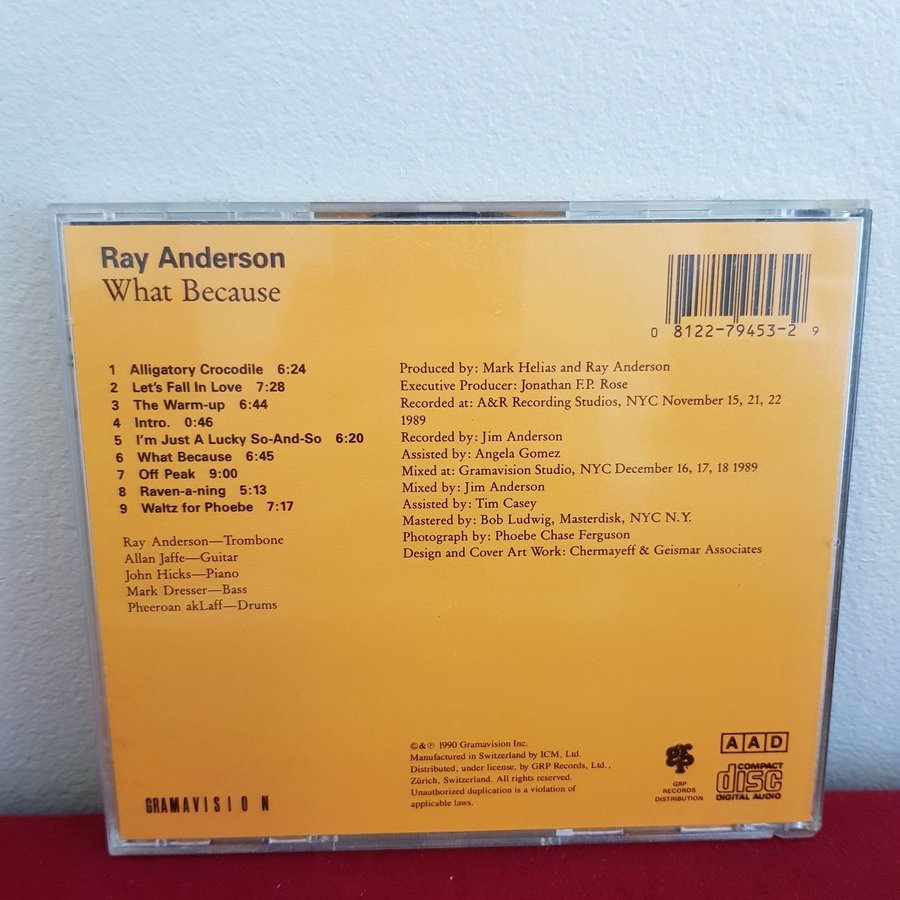 Ray Anderson
What Because
0 8122-79453-2 9
1 Alligatory Crocodile 6:24
2 Let's Fall In Love 7:28
3 The Warm-up 6:44
4 Intro. 0:46
5 I'm Just A Lucky So-And-So 6:20
6 What Because 6:45
7 Off Peak 9:00
8 Raven-a-ning 5:13
9 Waltz for Phoebe 7:17
Ray Anderson—Trombone
Allan Jaffe—Guitar
John Hicks—Piano
Mark Dresser—Bass
Pheeroan akLaff—Drums
Produced by: Mark Helias and Ray Anderson
Executive Producer: Jonathan F.P. Rose
Recorded at: A&R Recording Studios, NYC November 15, 21, 22
1989
Recorded by: Jim Anderson
Assisted by: Angela Gomez
Mixed at: Gramavision Studio, NYC December 16, 17, 18 1989
Mixed by: Jim Anderson
Assisted by: Tim Casey
Mastered by: Bob Ludwig, Masterdisk, NYC N.Y.
Photograph by: Phoebe Chase Ferguson
Design and Cover Art Work: Chermayeff & Geismar Associates
©&℗ 1990 Gramavision Inc.
Manufactured in Switzerland by ICM, Ltd.
Distributed, under license, by GRP Records, Ltd.,
Zürich, Switzerland. All rights reserved.
Unauthorized duplication is a violation of
applicable laws.
GRAMAVISION
GRP
GRP
RECORDS
DISTRIBUTION
AAD
COMPACT
disc
DIGITAL AUDIO